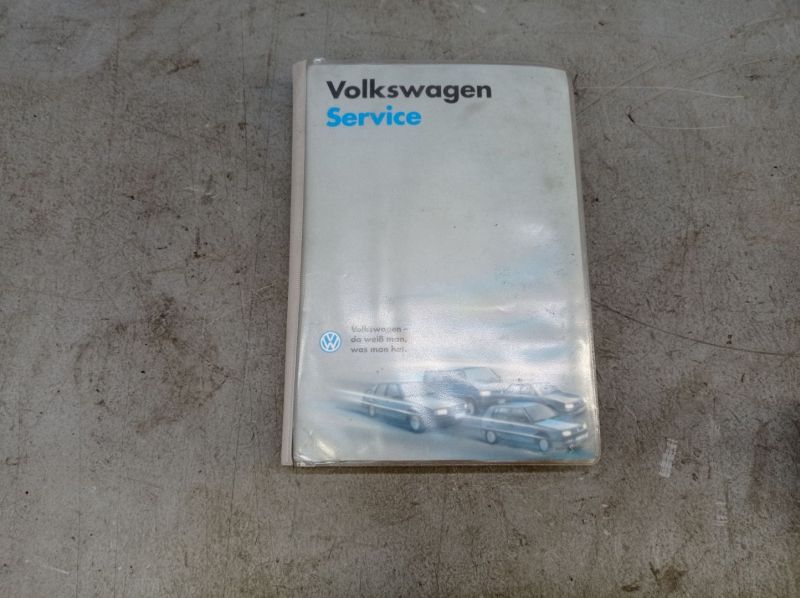 Volkswagen
Service
Volkswagen –
da weiß man,
was man hat.